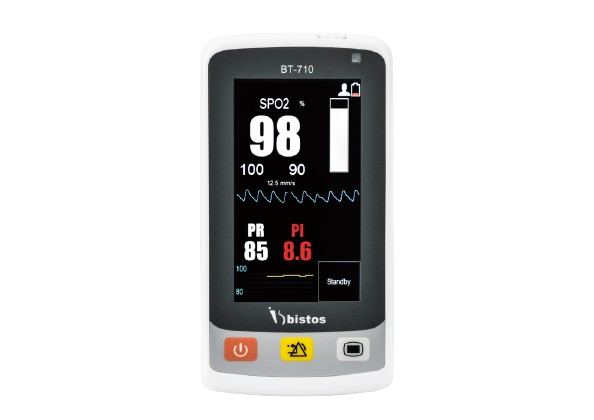 BT-710
SPO2 %
98
100 90
12.5 mm/s
PR PI
85 8.6
100
80
Standby
bistos